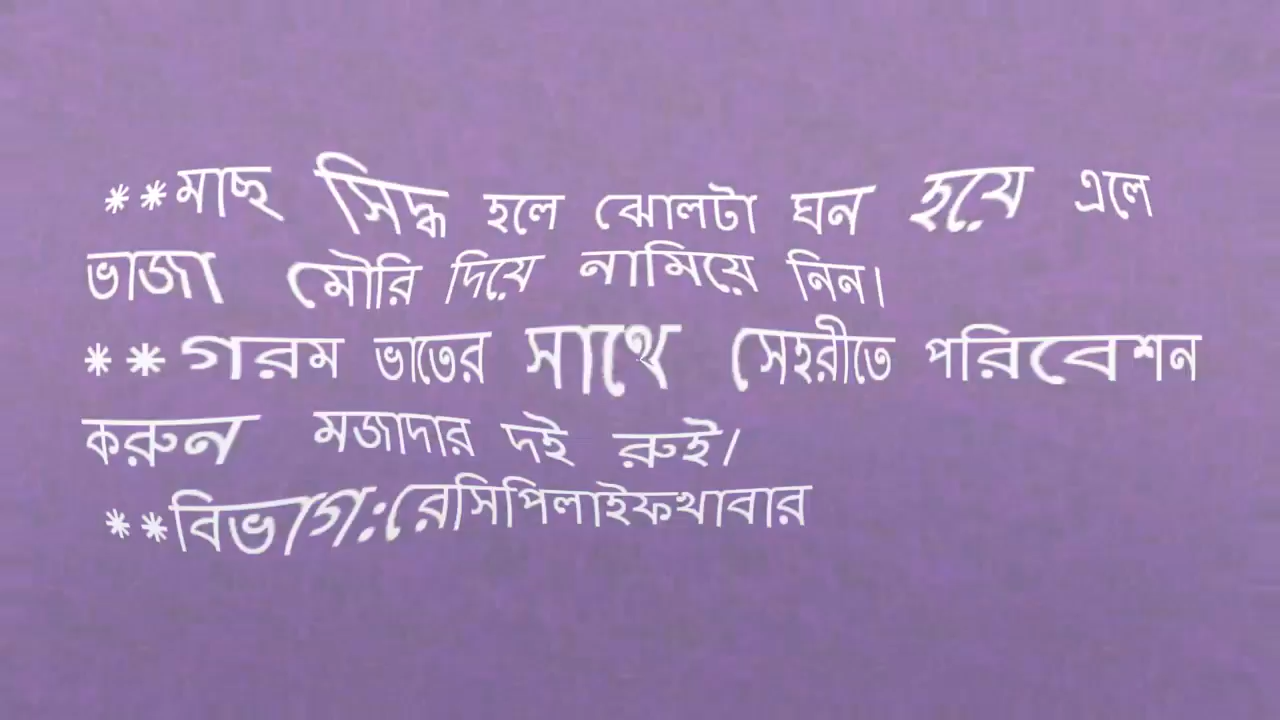 **মাছ সিদ্ধ হলে ঝোলটা ঘন হয়ে এলে
ভাজা মৌরি দিয়ে নামিয়ে নিন।
**গরম ভাতের সাথে সেহরীতে পরিবেশন
করুন মজাদার দই রুই।
**বিভাগ:রেসিপিলাইফখাবার